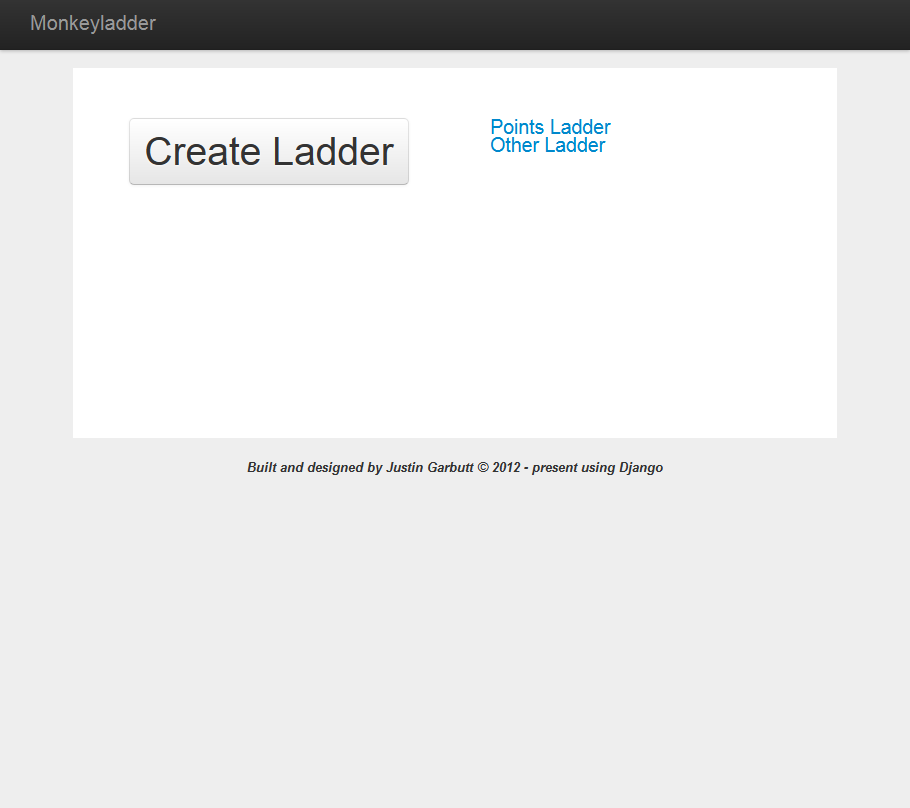 Monkeyladder
Create Ladder
Points Ladder
Other Ladder
Built and designed by Justin Garbutt © 2012 - present using Django